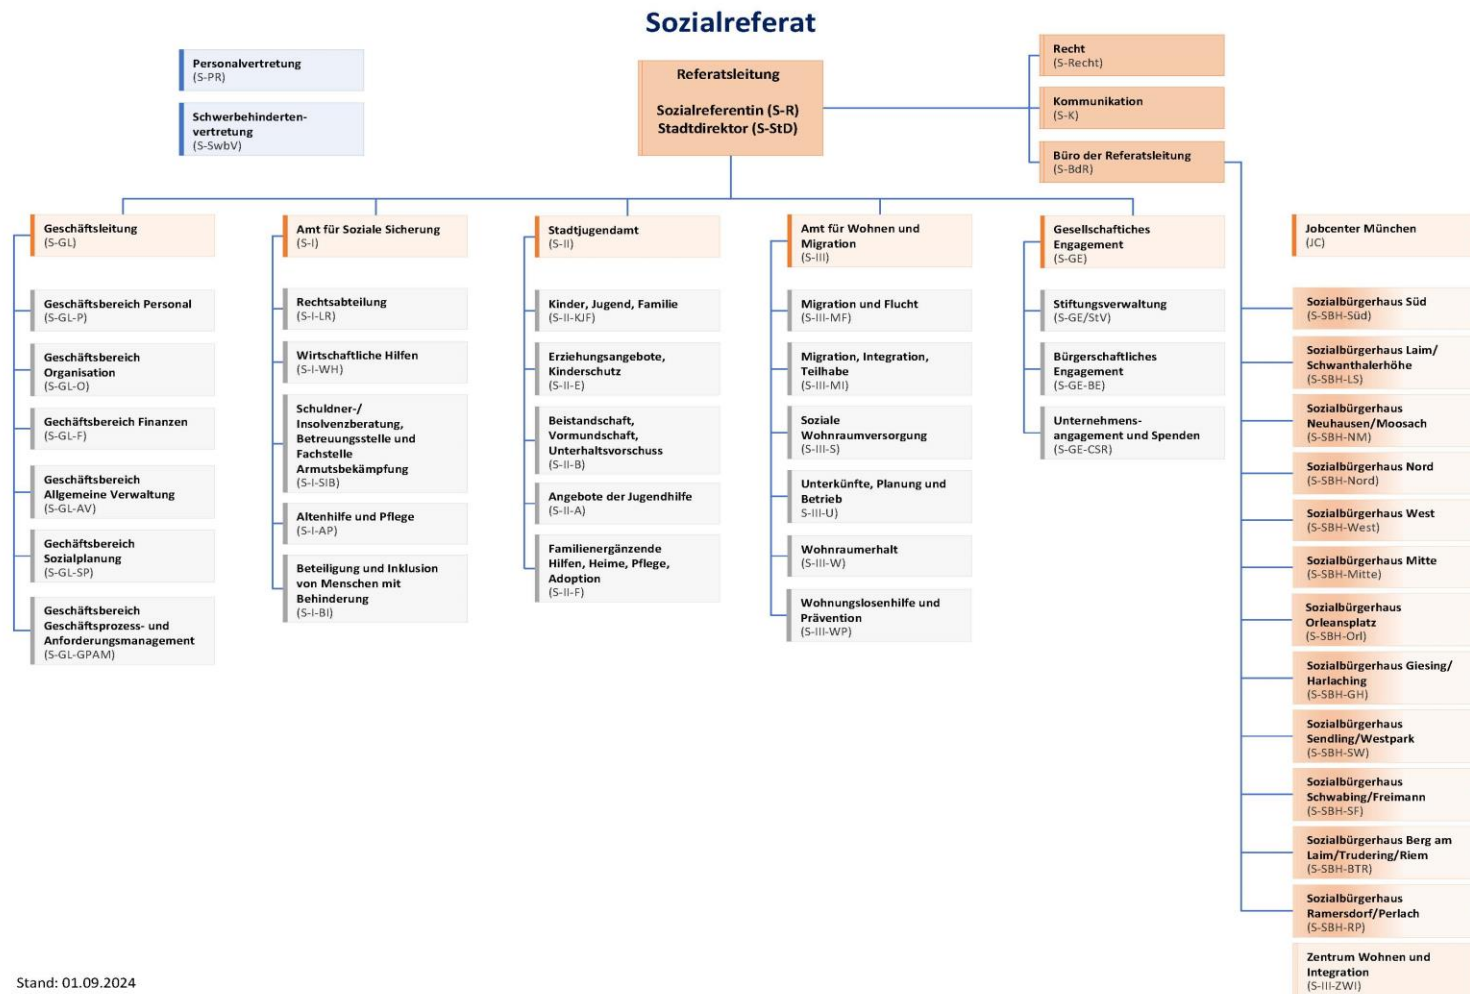 Sozialreferat
Personalvertretung
(S-PR)
Schwerbehinderten-
vertretung
(S-SwbV)
Referatsleitung
Sozialreferentin (S-R)
Stadtdirektor (S-StD)
Recht
(S-Recht)
Kommunikation
(S-K)
Büro der Referatsleitung
(S-BdR)
Geschäftsleitung
(S-GL)
Geschäftsbereich Personal
(S-GL-P)
Geschäftsbereich
Organisation
(S-GL-O)
Gechäftsbereich Finanzen
(S-GL-F)
Geschäftsbereich
Allgemeine Verwaltung
(S-GL-AV)
Gechäftsbereich
Sozialplanung
(S-GL-SP)
Geschäftsbereich
Geschäftsprozess- und
Anforderungsmanagement
(S-GL-GPAM)
Amt für Soziale Sicherung
(S-I)
Rechtsabteilung
(S-I-LR)
Wirtschaftliche Hilfen
(S-I-WH)
Schuldner-/
Insolvenzberatung,
Betreuungsstelle und
Fachstelle
Armutsbekämpfung
(S-I-SIB)
Altenhilfe und Pflege
(S-I-AP)
Beteiligung und Inklusion
von Menschen mit
Behinderung
(S-I-BI)
Stadtjugendamt
(S-II)
Kinder, Jugend, Familie
(S-II-KJF)
Erziehungsangebote,
Kinderschutz
(S-II-E)
Beistandschaft,
Vormundschaft,
Unterhaltsvorschuss
(S-II-B)
Angebote der Jugendhilfe
(S-II-A)
Familienergänzende
Hilfen, Heime, Pflege,
Adoption
(S-II-F)
Amt für Wohnen und
Migration
(S-III)
Migration und Flucht
(S-III-MF)
Migration, Integration,
Teilhabe
(S-III-MI)
Soziale
Wohnraumversorgung
(S-III-S)
Unterkünfte, Planung und
Betrieb
S-III-U)
Wohnraumerhalt
(S-III-W)
Wohnungslosenhilfe und
Prävention
(S-III-WP)
Gesellschaftiches
Engagement
(S-GE)
Stiftungsverwaltung
(S-GE/StV)
Bürgerschaftliches
Engagement
(S-GE-BE)
Unternehmens-
angagement und Spenden
(S-GE-CSR)
Jobcenter München
(JC)
Sozialbürgerhaus Süd
(S-SBH-Süd)
Sozialbürgerhaus Laim/
Schwanthalerhöhe
(S-SBH-LS)
Sozialbürgerhaus
Neuhausen/Moosach
(S-SBH-NM)
Sozialbürgerhaus Nord
(S-SBH-Nord)
Sozialbürgerhaus West
(S-SBH-West)
Sozialbürgerhaus Mitte
(S-SBH-Mitte)
Sozialbürgerhaus
Orleansplatz
(S-SBH-Orl)
Sozialbürgerhaus Giesing/
Harlaching
(S-SBH-GH)
Sozialbürgerhaus
Sendling/Westpark
(S-SBH-SW)
Sozialbürgerhaus
Schwabing/Freimann
(S-SBH-SF)
Sozialbürgerhaus Berg am
Laim/Trudering/Riem
(S-SBH-BTR)
Sozialbürgerhaus
Ramersdorf/Perlach
(S-SBH-RP)
Zentrum Wohnen und
Integration
(S-III-ZWI)
Stand: 01.09.2024